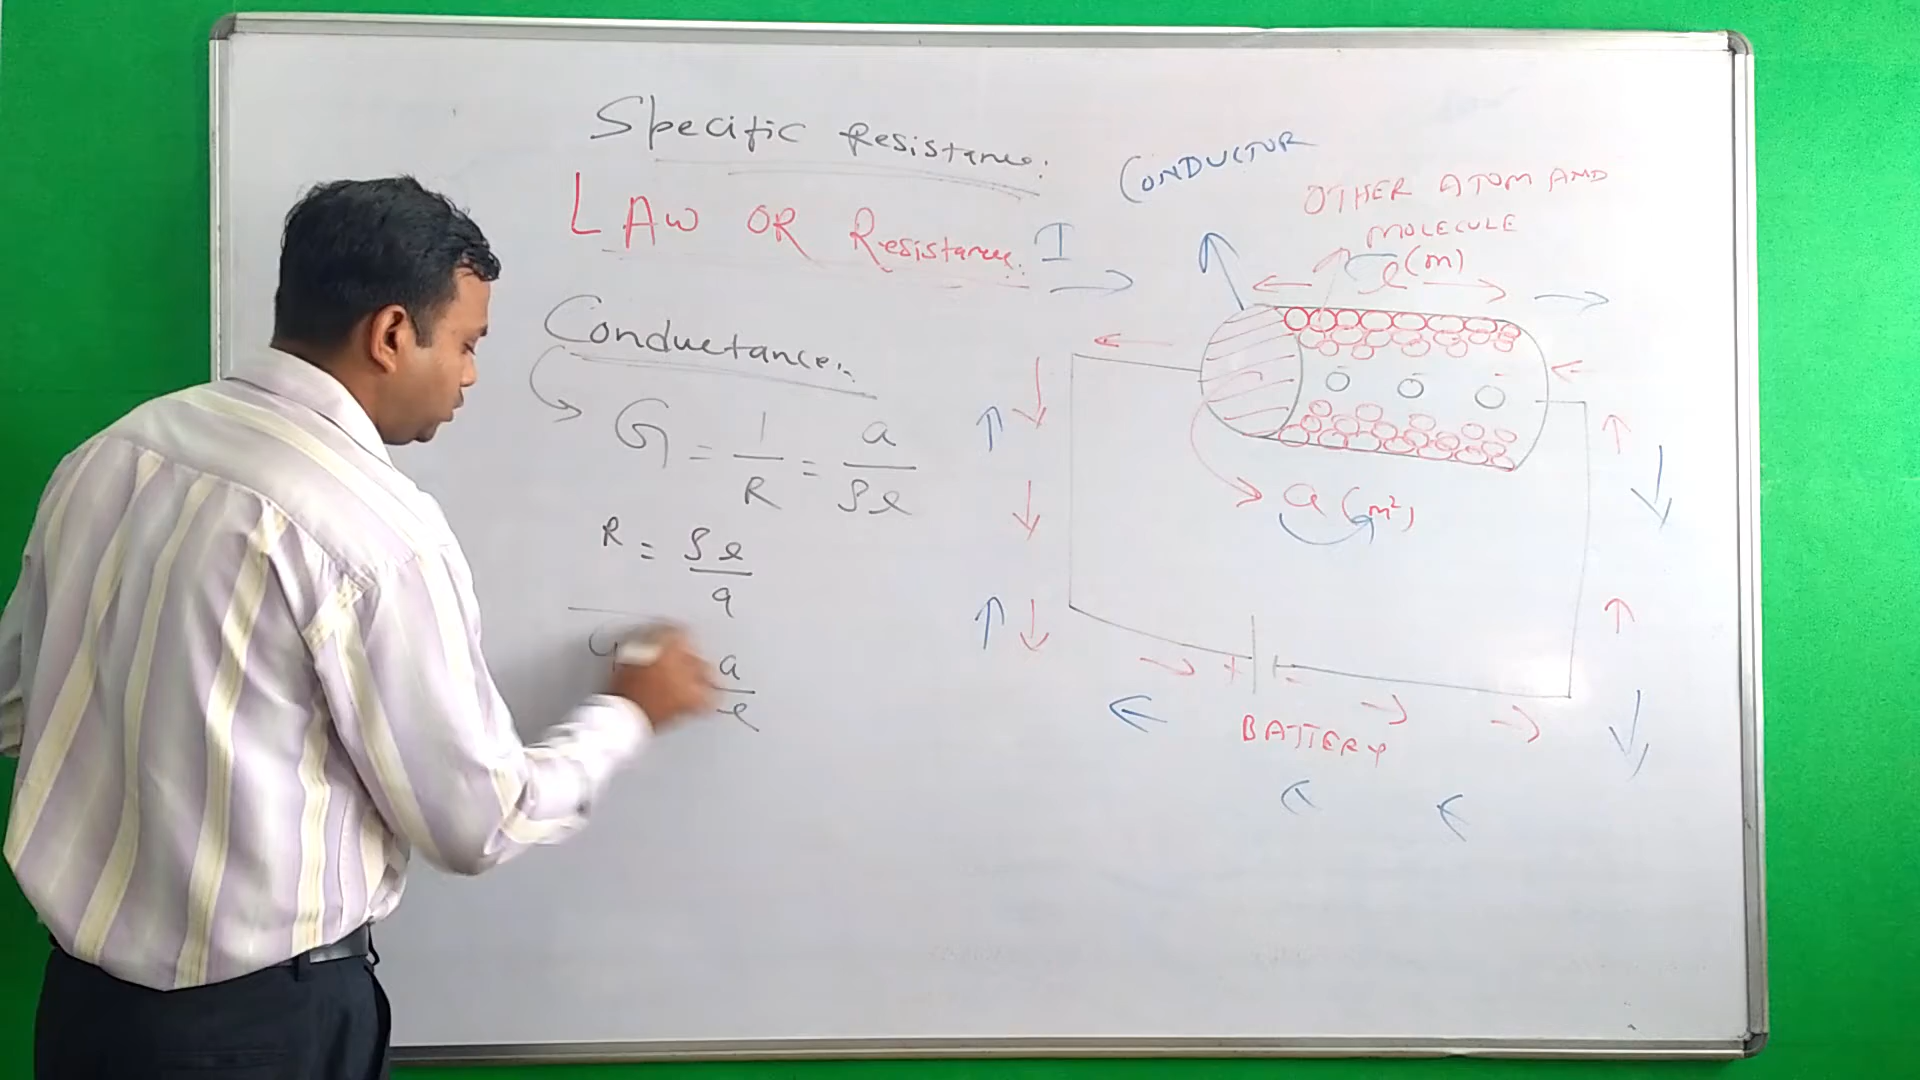 Specific Resistance.
LAW OR Resistance.
I
Conductance.
G = 1/R = a/ρl
R = ρl/a
G
a/l
CONDUCTOR
OTHER ATOM AND
MOLECULE
l (m)
a (m²)
+ -
BATTERY